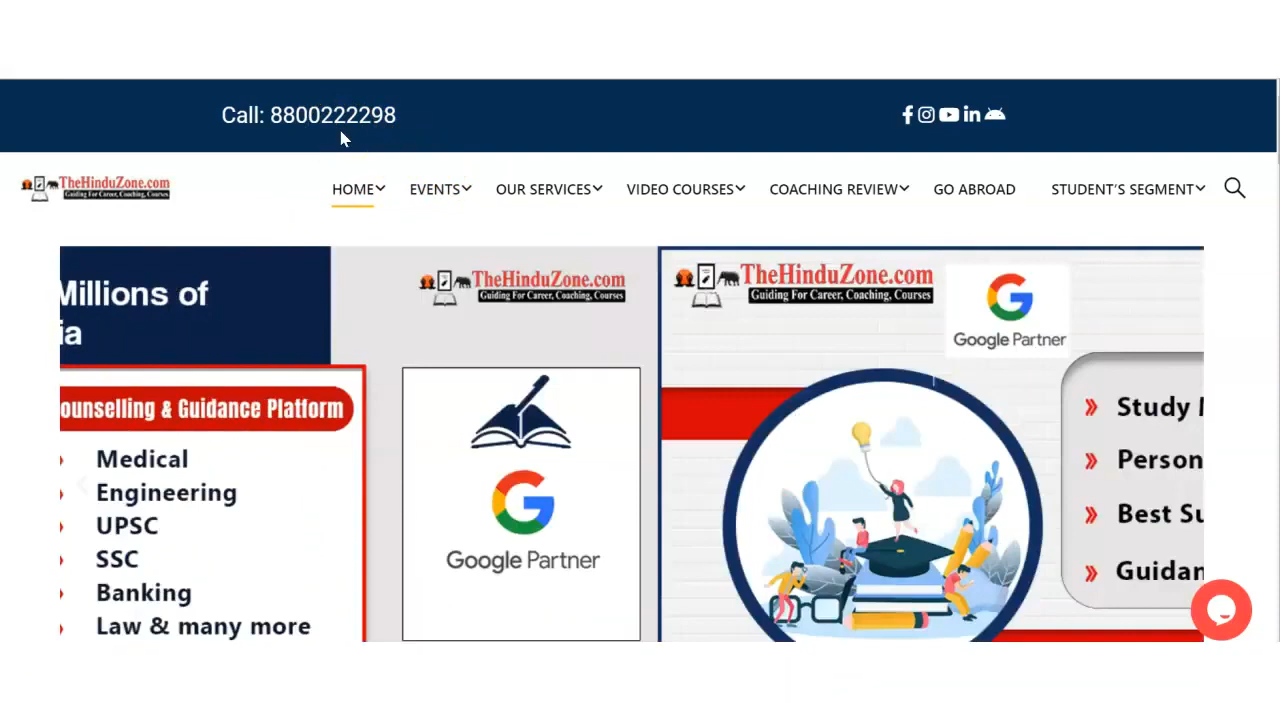 Call: 8800222298
TheHinduZone.com
Guiding For Career, Coaching, Courses
HOME
EVENTS
OUR SERVICES
VIDEO COURSES
COACHING REVIEW
GO ABROAD
STUDENT'S SEGMENT
Millions of
ia
ounselling & Guidance Platform
Medical
Engineering
UPSC
SSC
Banking
Law & many more
TheHinduZone.com
Guiding For Career, Coaching, Courses
Google Partner
TheHinduZone.com
Guiding For Career, Coaching, Courses
Google Partner
Study
Person
Best Su
Guidan